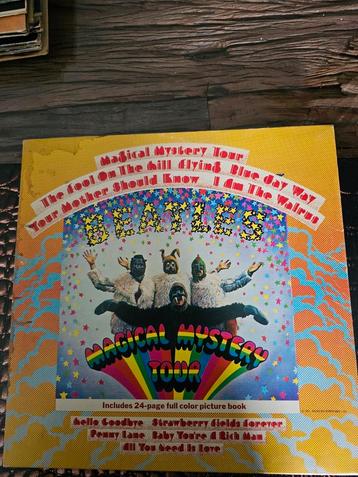 Magical Mystery Tour
The Fool On The Hill Flying Blue Jay Way
Your Mother Should Know I Am The Walrus
BEATLES
MAGICAL MYSTERY
TOUR
Includes 24-page full color picture book
Hello Goodbye Strawberry Fields Forever
Penny Lane Baby You're A Rich Man
All You Need Is Love